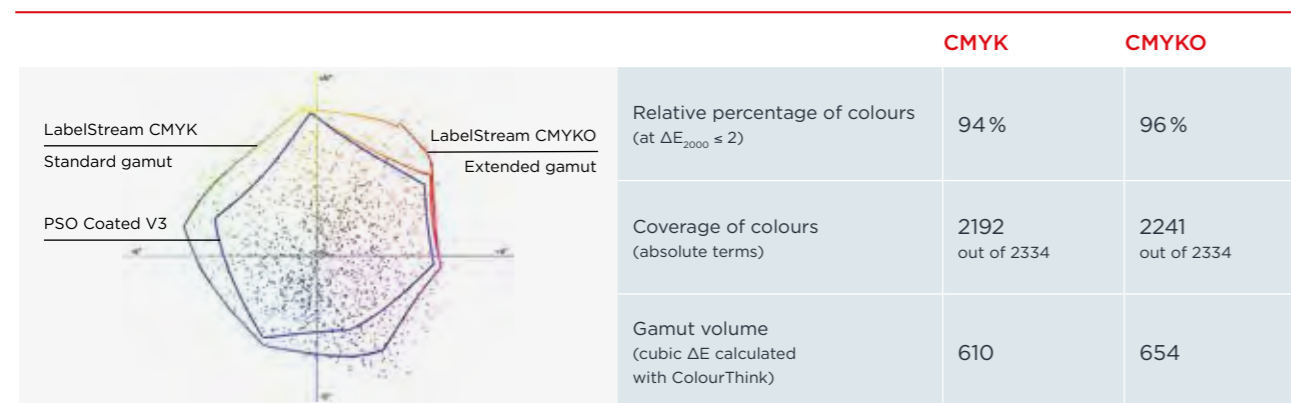 CMYK
CMYKO
LabelStream CMYK
Standard gamut
LabelStream CMYKO
Extended gamut
PSO Coated V3
Relative percentage of colours
(at ΔE2000 ≤ 2)
94 %
96 %
Coverage of colours
(absolute terms)
2192
out of 2334
2241
out of 2334
Gamut volume
(cubic ΔE calculated
with ColourThink)
610
654